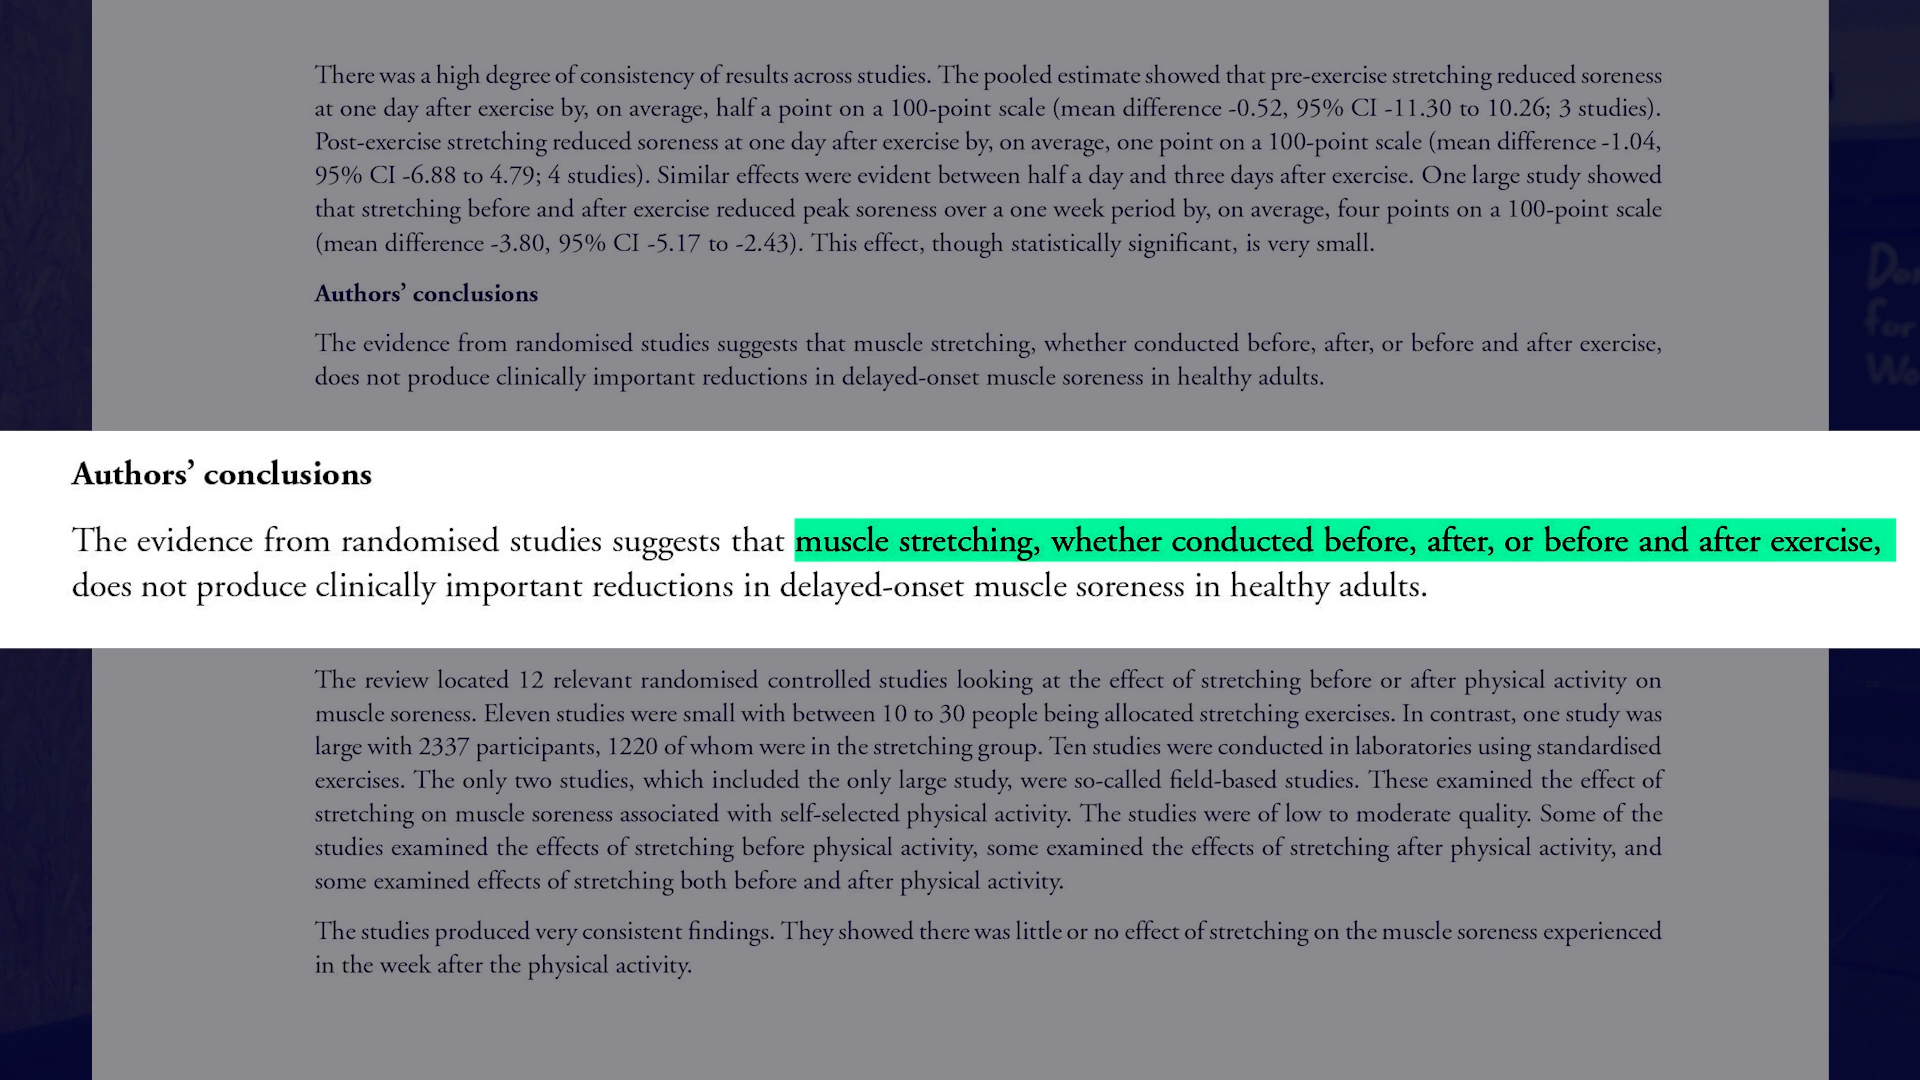 There was a high degree of consistency of results across studies. The pooled estimate showed that pre-exercise stretching reduced soreness
at one day after exercise by, on average, half a point on a 100-point scale (mean difference -0.52, 95% CI -11.30 to 10.26; 3 studies).
Post-exercise stretching reduced soreness at one day after exercise by, on average, one point on a 100-point scale (mean difference -1.04,
95% CI -6.88 to 4.79; 4 studies). Similar effects were evident between half a day and three days after exercise. One large study showed
that stretching before and after exercise reduced peak soreness over a one week period by, on average, four points on a 100-point scale
(mean difference -3.80, 95% CI -5.17 to -2.43). This effect, though statistically significant, is very small.
Authors’ conclusions
The evidence from randomised studies suggests that muscle stretching, whether conducted before, after, or before and after exercise,
does not produce clinically important reductions in delayed-onset muscle soreness in healthy adults.
Authors’ conclusions
The evidence from randomised studies suggests that muscle stretching, whether conducted before, after, or before and after exercise,
does not produce clinically important reductions in delayed-onset muscle soreness in healthy adults.
The review located 12 relevant randomised controlled studies looking at the effect of stretching before or after physical activity on
muscle soreness. Eleven studies were small with between 10 to 30 people being allocated stretching exercises. In contrast, one study was
large with 2337 participants, 1220 of whom were in the stretching group. Ten studies were conducted in laboratories using standardised
exercises. The only two studies, which included the only large study, were so-called field-based studies. These examined the effect of
stretching on muscle soreness associated with self-selected physical activity. The studies were of low to moderate quality. Some of the
studies examined the effects of stretching before physical activity, some examined the effects of stretching after physical activity, and
some examined effects of stretching both before and after physical activity.
The studies produced very consistent findings. They showed there was little or no effect of stretching on the muscle soreness experienced
in the week after the physical activity.
for